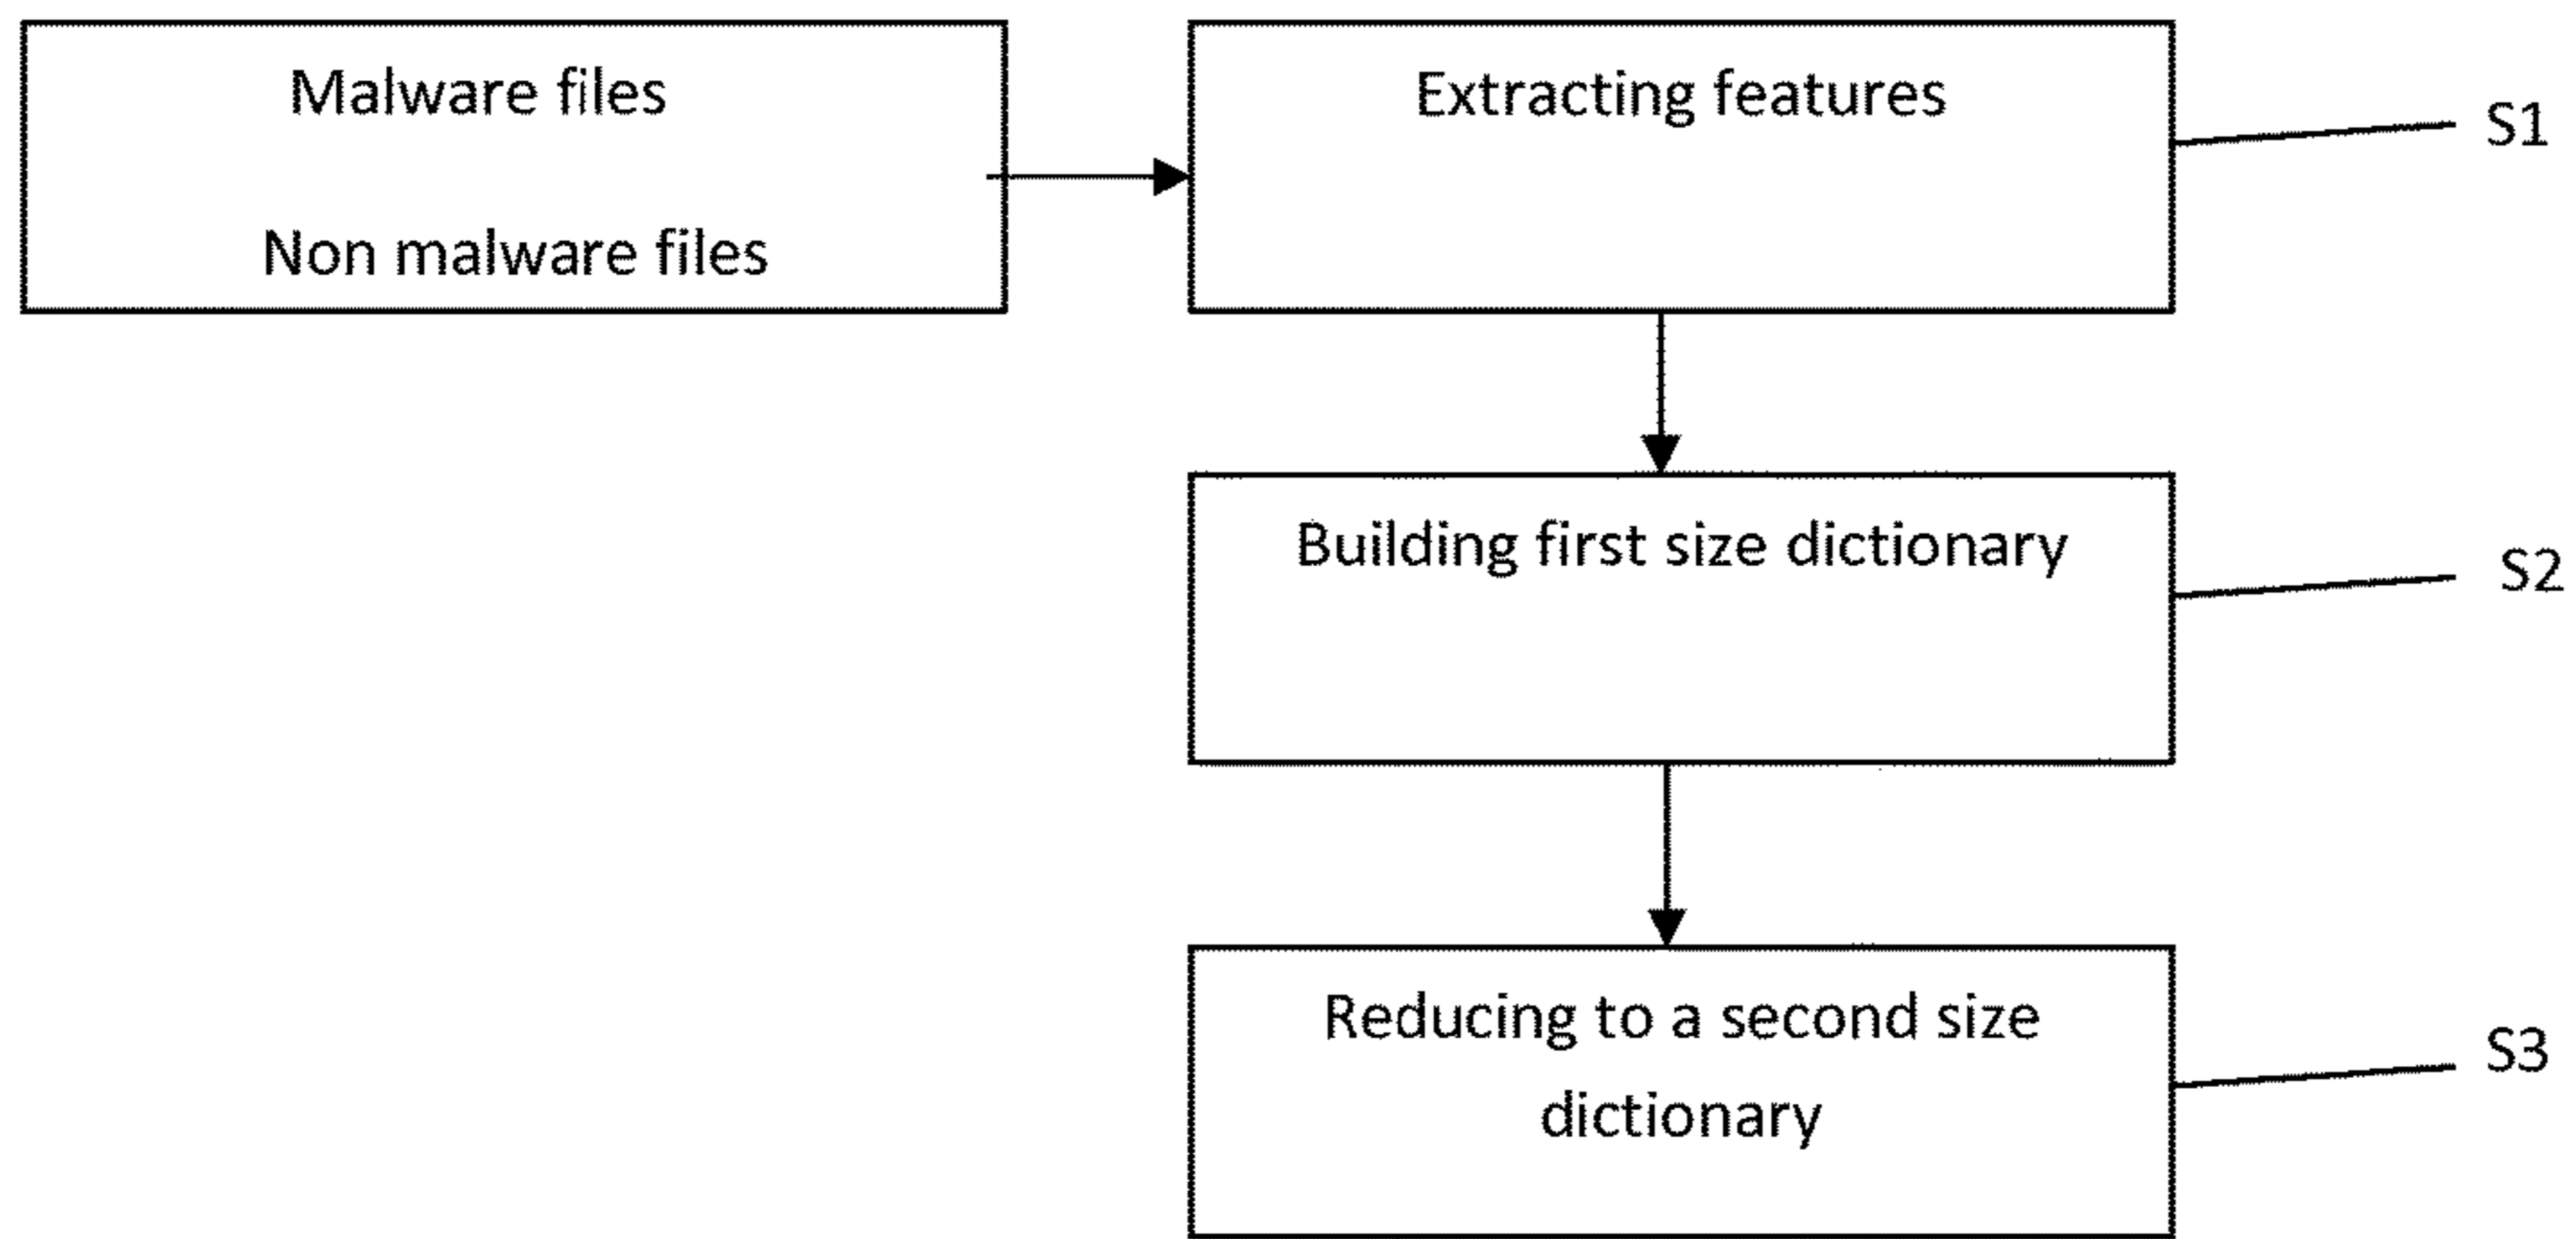 Malware files
Non malware files
Extracting features
S1
Building first size dictionary
S2
Reducing to a second size
dictionary
S3